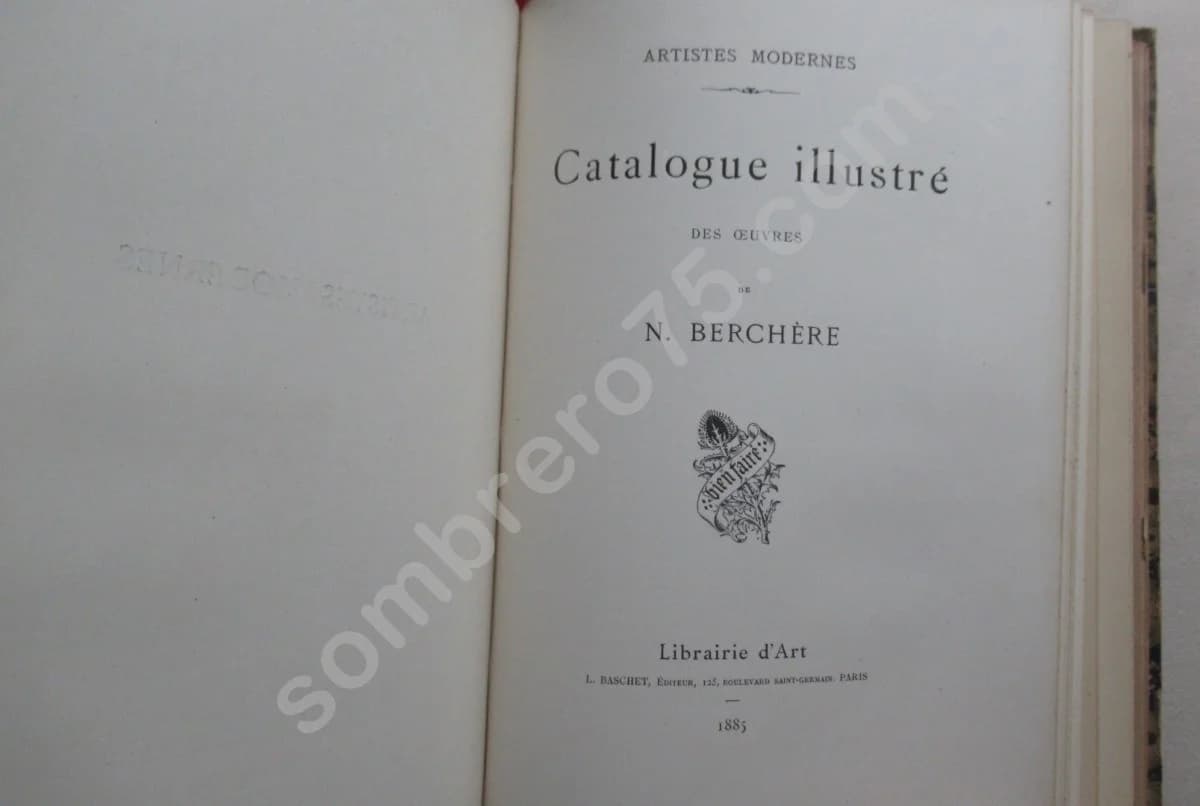 ARTISTES MODERNES
Catalogue illustré
DES ŒUVRES
DE
N. BERCHÈRE
bien faire
Librairie d'Art
L. BASCHET, ÉDITEUR, 125, BOULEVARD SAINT-GERMAIN. PARIS
1885
sombrero75.com